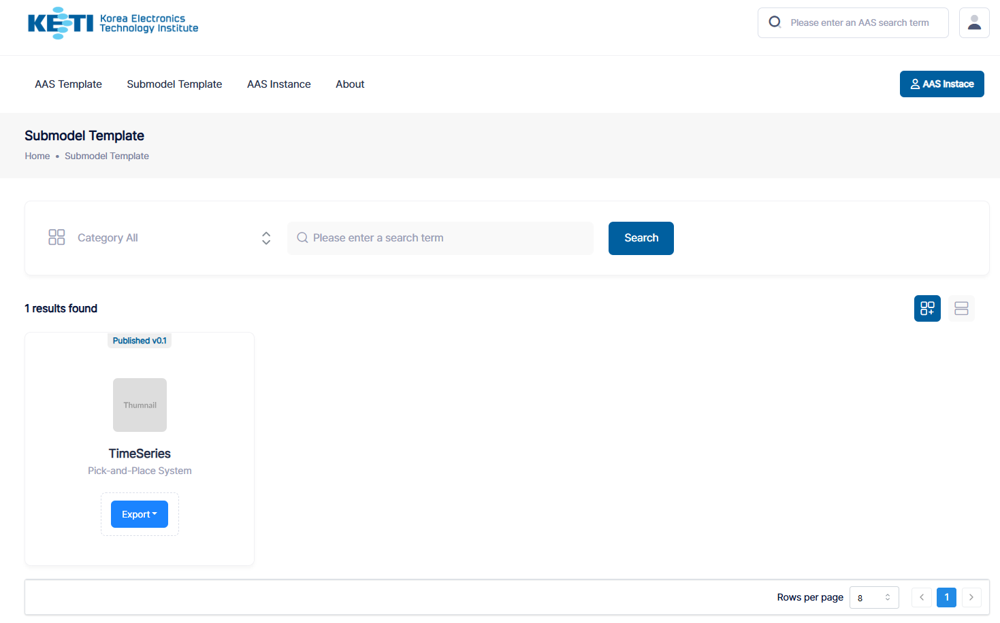 KETI Korea Electronics
Technology Institute
Please enter an AAS search term
AAS Template
Submodel Template
AAS Instance
About
AAS Instace
Submodel Template
Home • Submodel Template
Category All
Please enter a search term
Search
1 results found
Published v0.1
Thumnail
TimeSeries
Pick-and-Place System
Export
Rows per page 8 1